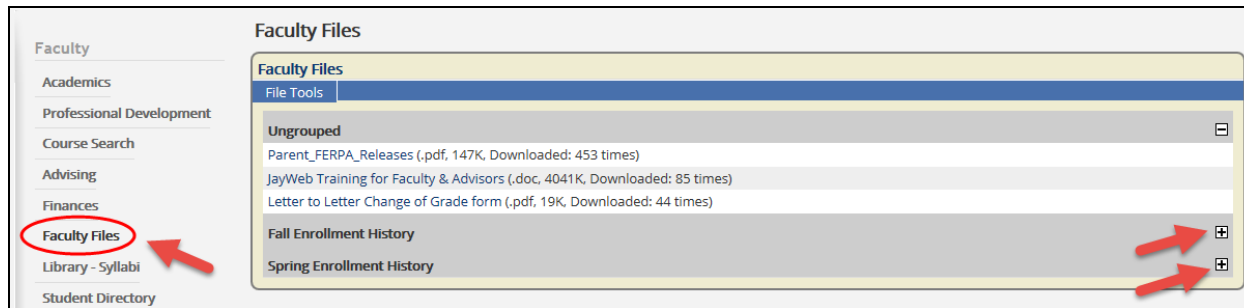 Faculty
Academics
Professional Development
Course Search
Advising
Finances
Faculty Files
Library - Syllabi
Student Directory
Faculty Files
Faculty Files
File Tools
Ungrouped
Parent_FERPA_Releases (.pdf, 147K, Downloaded: 453 times)
JayWeb Training for Faculty & Advisors (.doc, 4041K, Downloaded: 85 times)
Letter to Letter Change of Grade form (.pdf, 19K, Downloaded: 44 times)
Fall Enrollment History
Spring Enrollment History